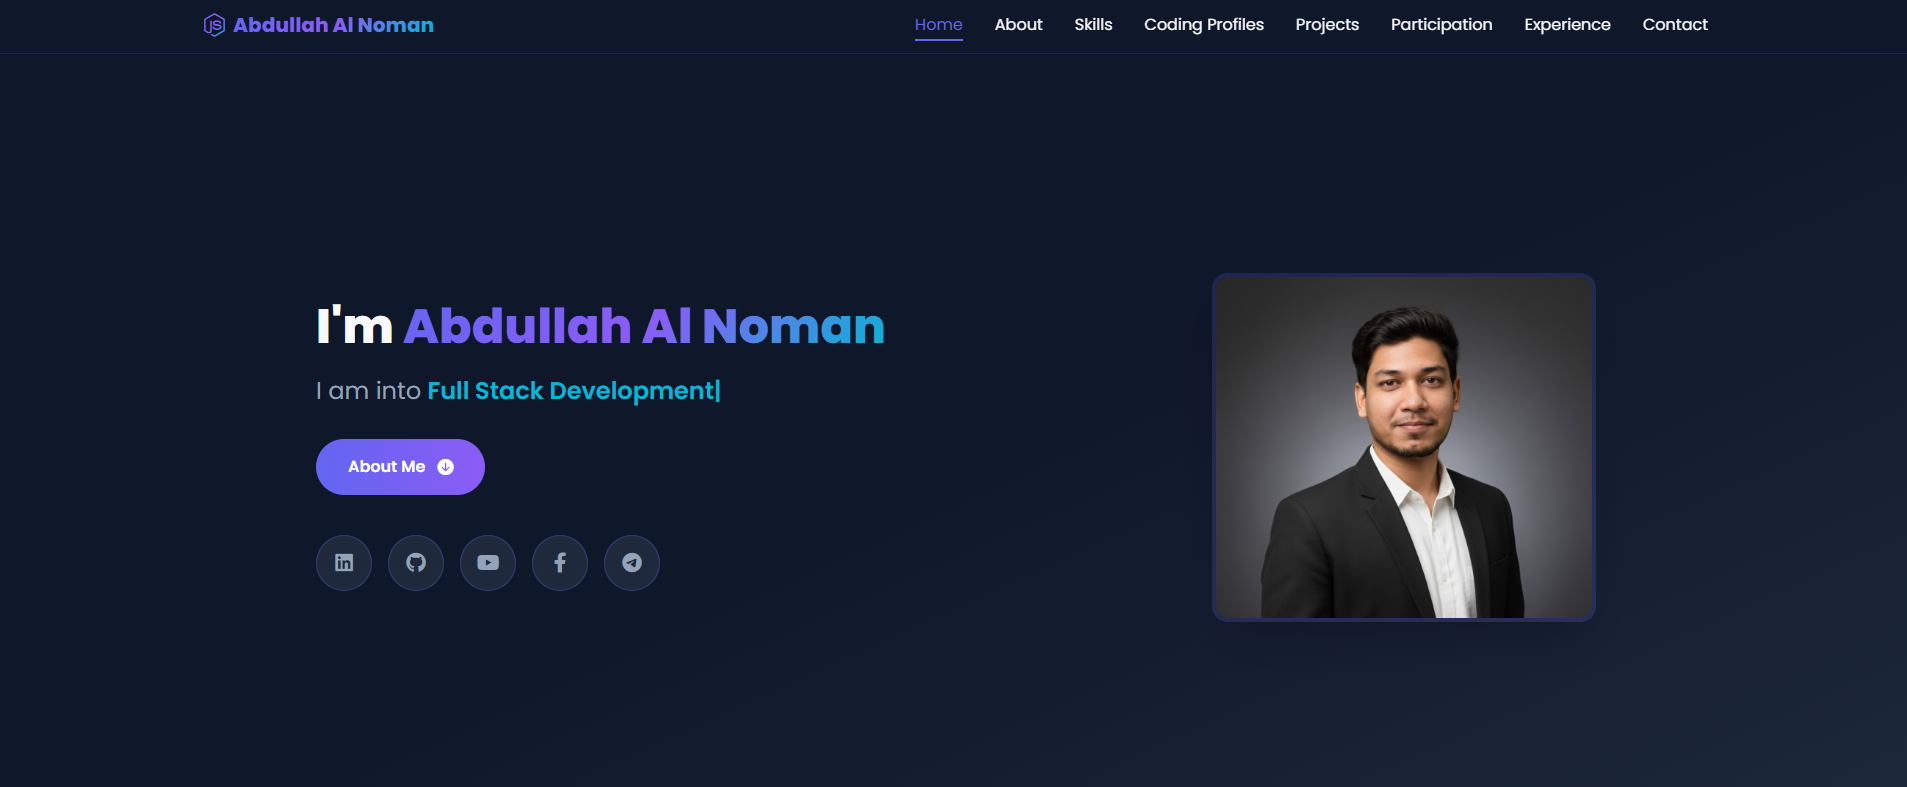 Abdullah Al Noman
Home About Skills Coding Profiles Projects Participation Experience Contact
I'm Abdullah Al Noman
I am into Full Stack Development|
About Me